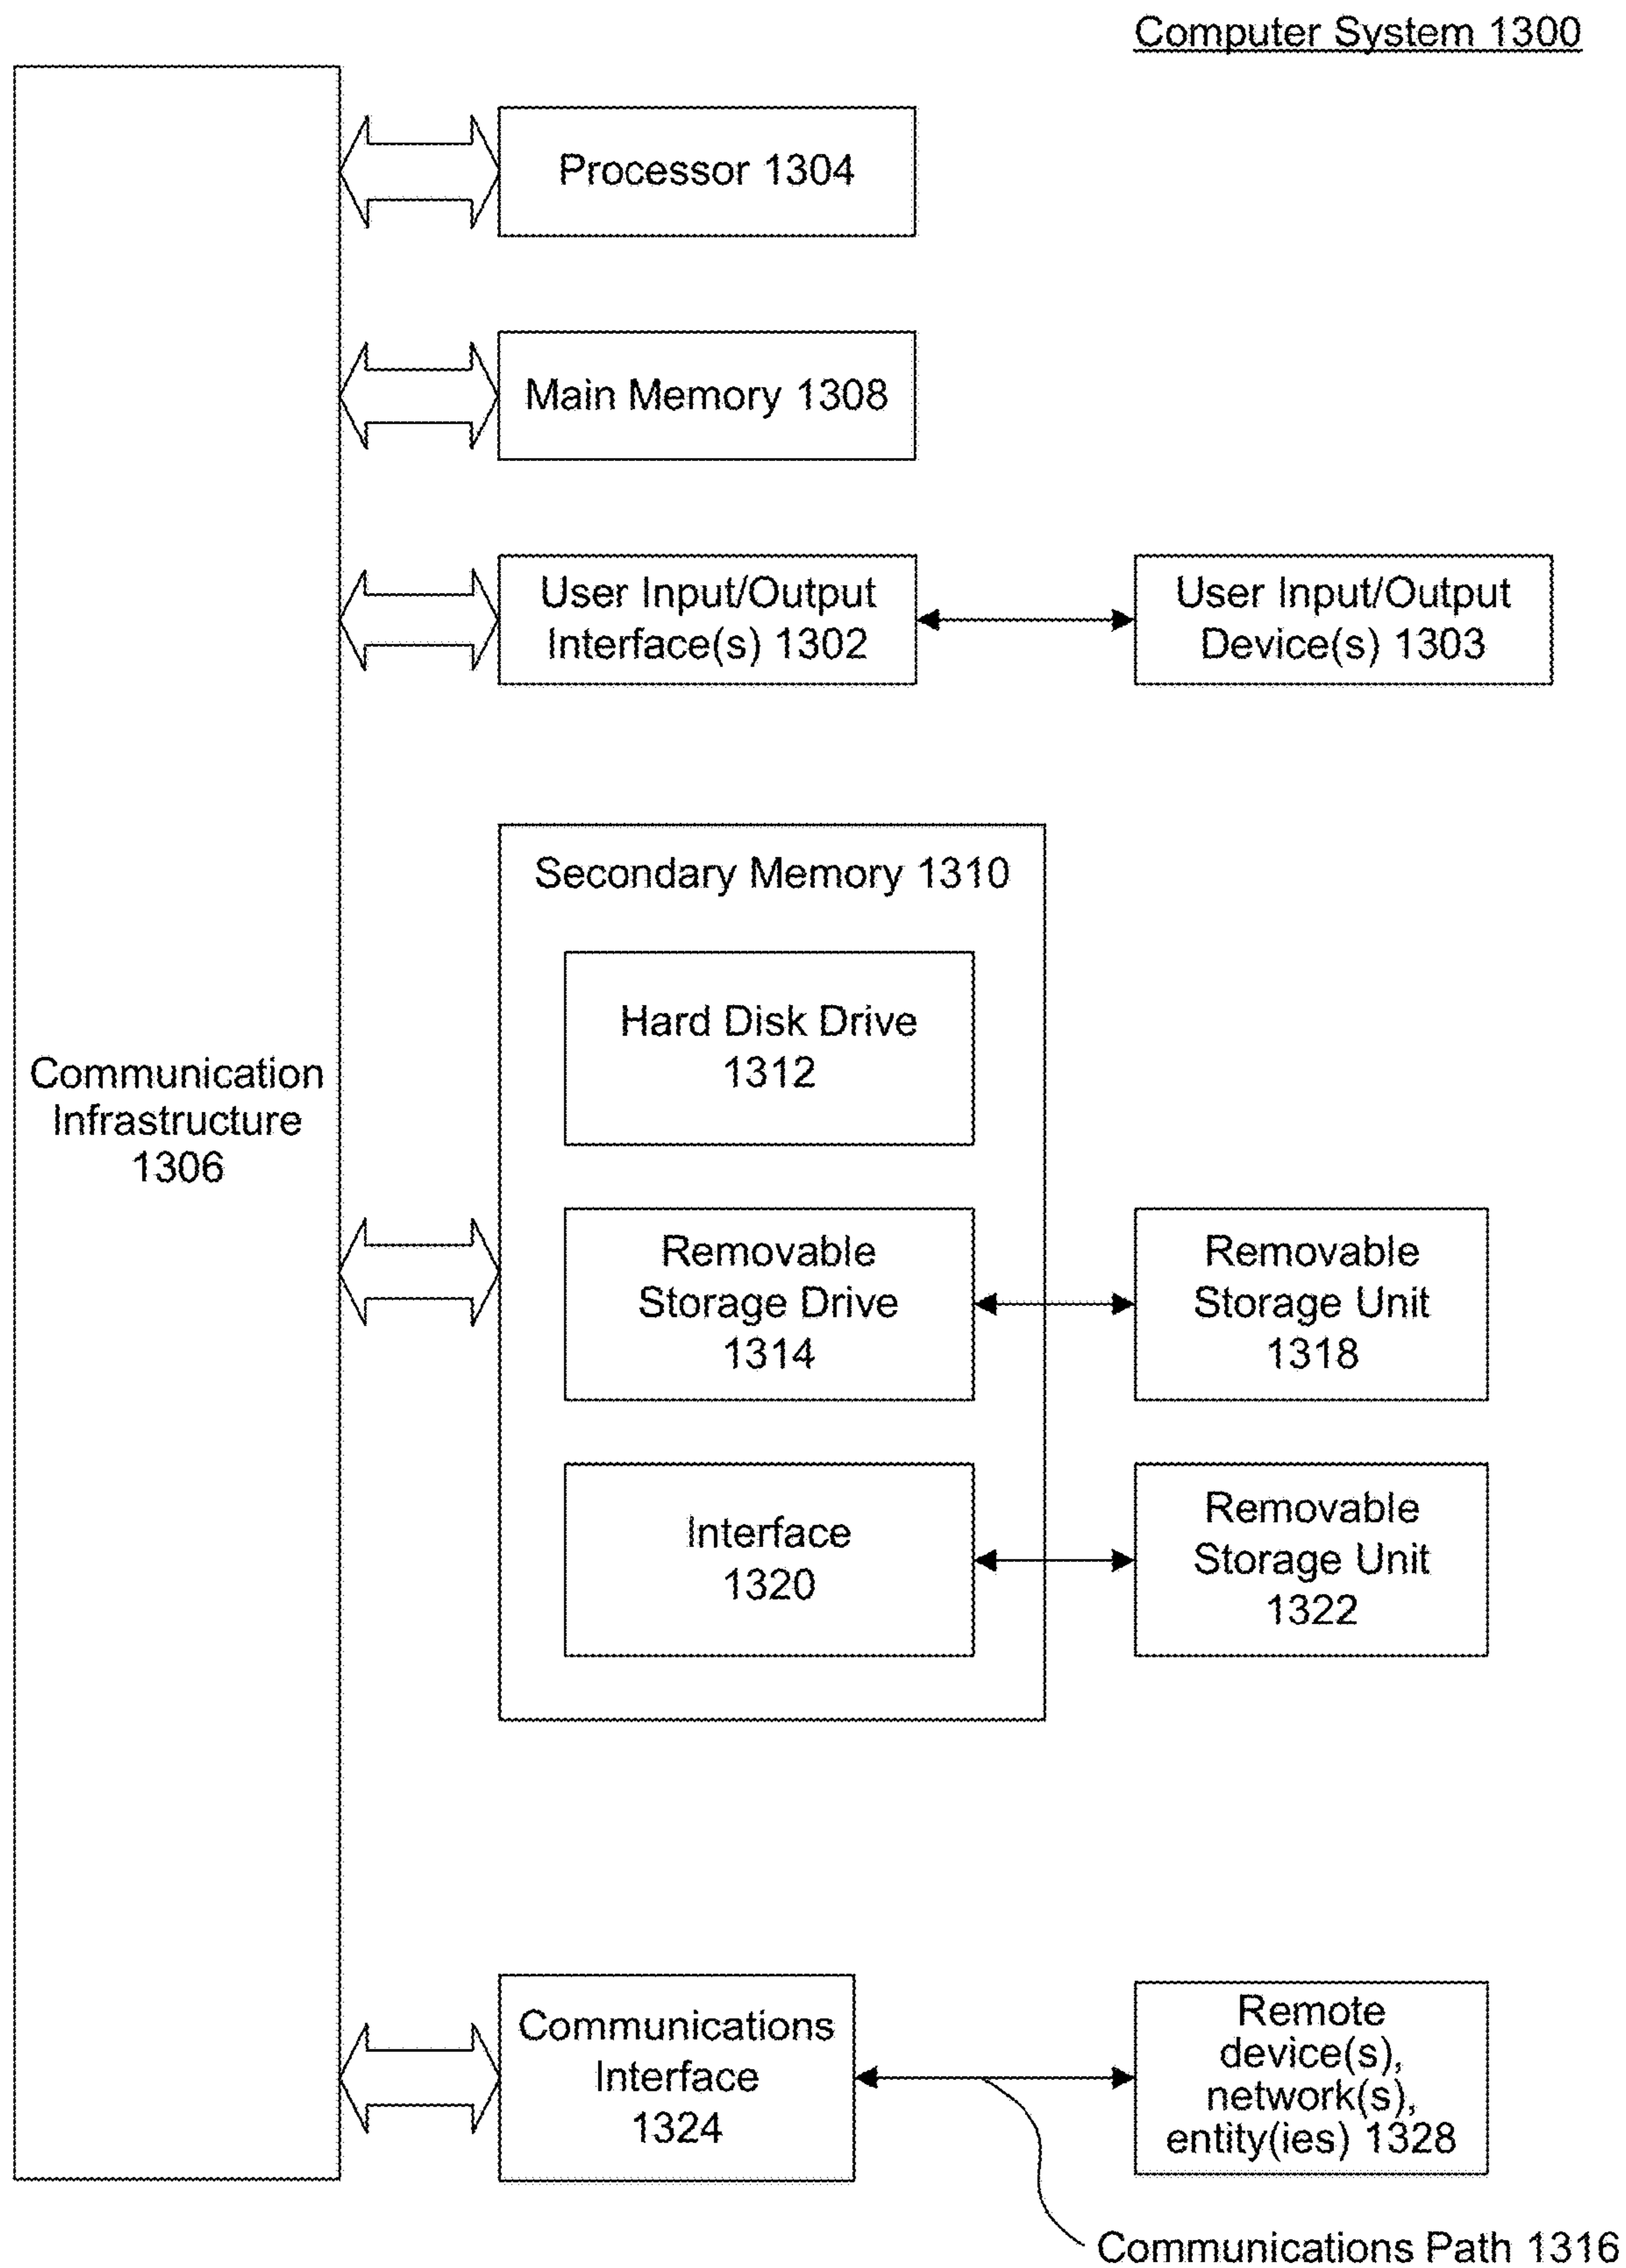 Computer System 1300
Processor 1304
Main Memory 1308
User Input/Output
Interface(s) 1302
User Input/Output
Device(s) 1303
Secondary Memory 1310
Hard Disk Drive
1312
Communication
Infrastructure
1306
Removable
Storage Drive
1314
Removable
Storage Unit
1318
Interface
1320
Removable
Storage Unit
1322
Communications
Interface
1324
Remote
device(s),
network(s),
entity(ies) 1328
Communications Path 1316